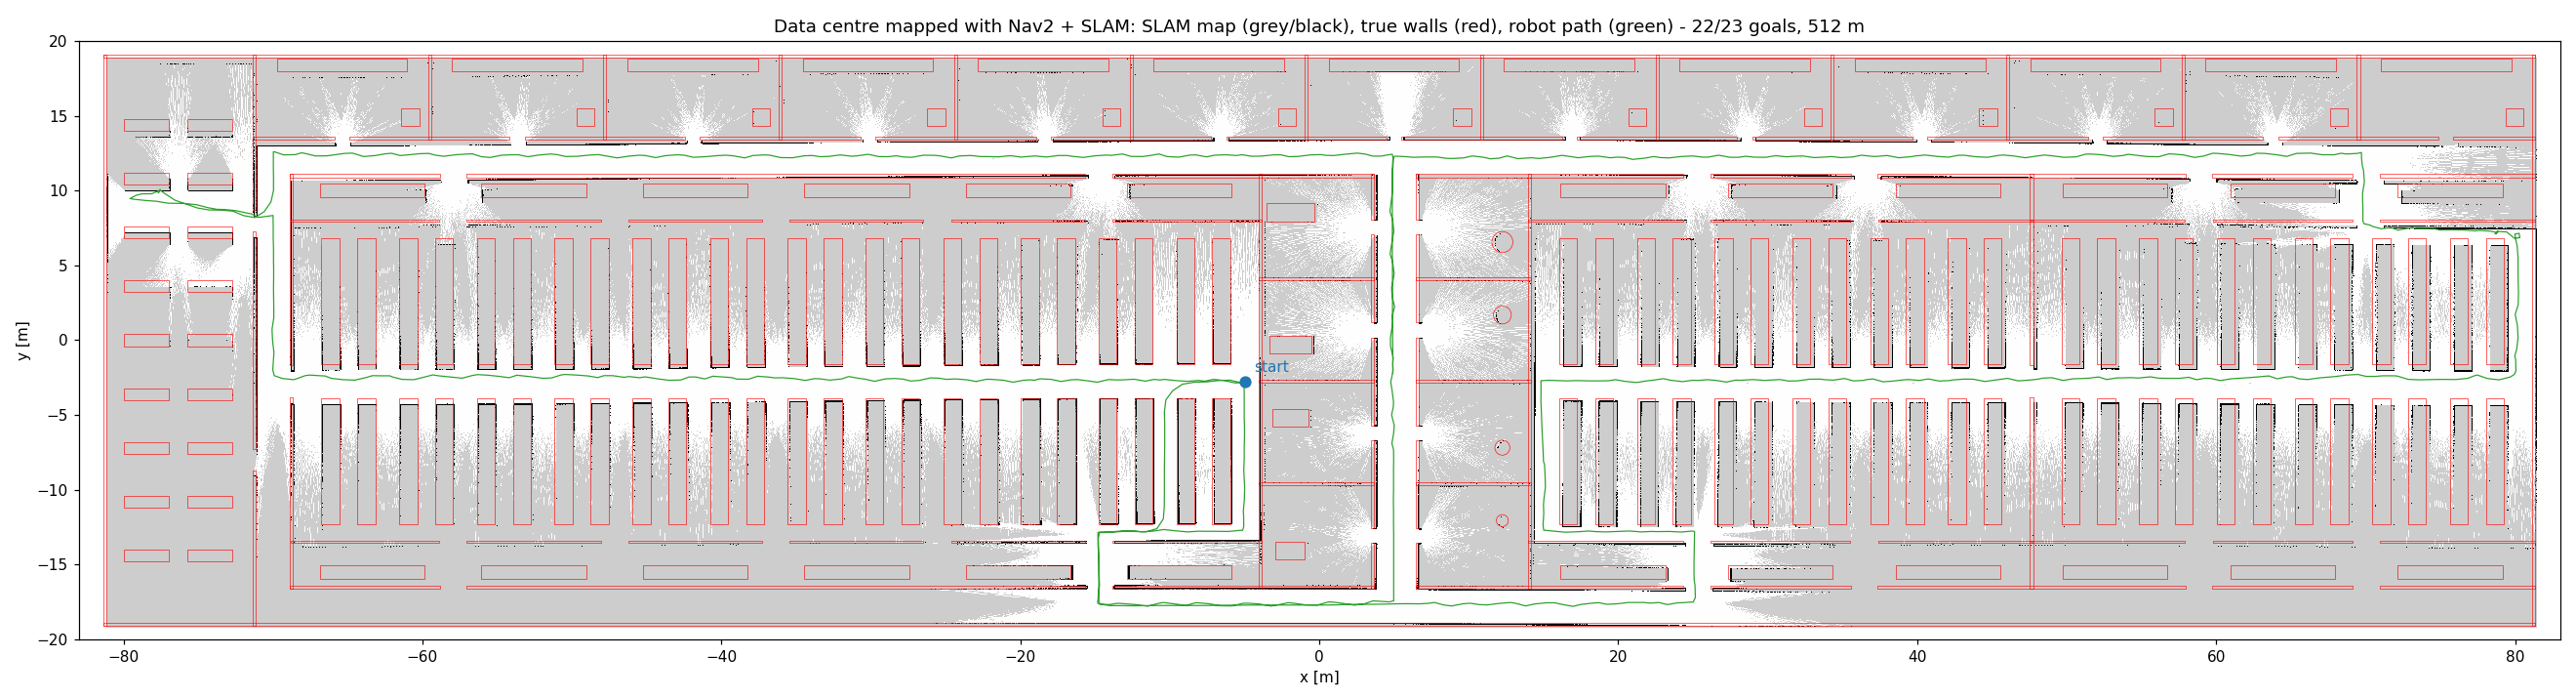 Data centre mapped with Nav2 + SLAM: SLAM map (grey/black), true walls (red), robot path (green) - 22/23 goals, 512 m
20
15
10
5
0
−5
−10
−15
−20
y [m]
start
−80 −60 −40 −20 0 20 40 60 80
x [m]